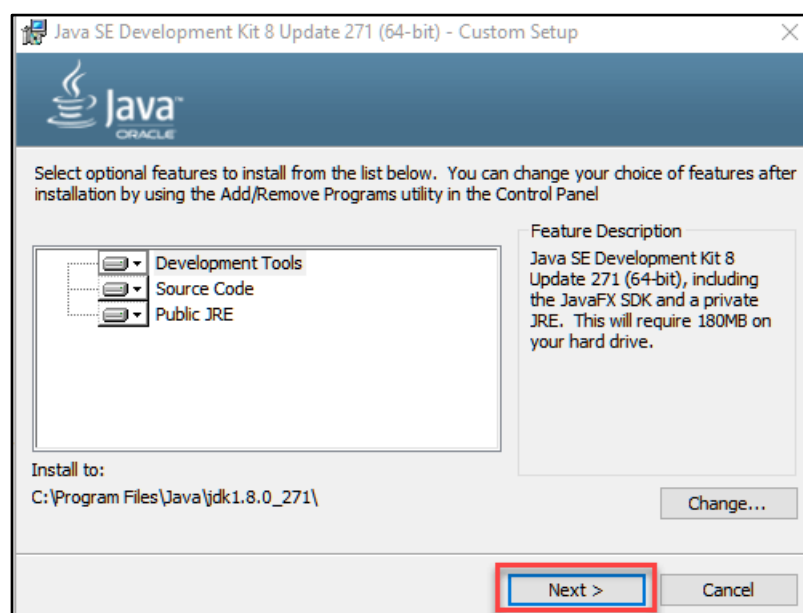 Java SE Development Kit 8 Update 271 (64-bit) - Custom Setup
Java™
ORACLE
Select optional features to install from the list below.  You can change your choice of features after
installation by using the Add/Remove Programs utility in the Control Panel
Development Tools
Source Code
Public JRE
Feature Description
Java SE Development Kit 8
Update 271 (64-bit), including
the JavaFX SDK and a private
JRE.  This will require 180MB on
your hard drive.
Install to:
C:\Program Files\Java\jdk1.8.0_271\
Change...
Next >
Cancel